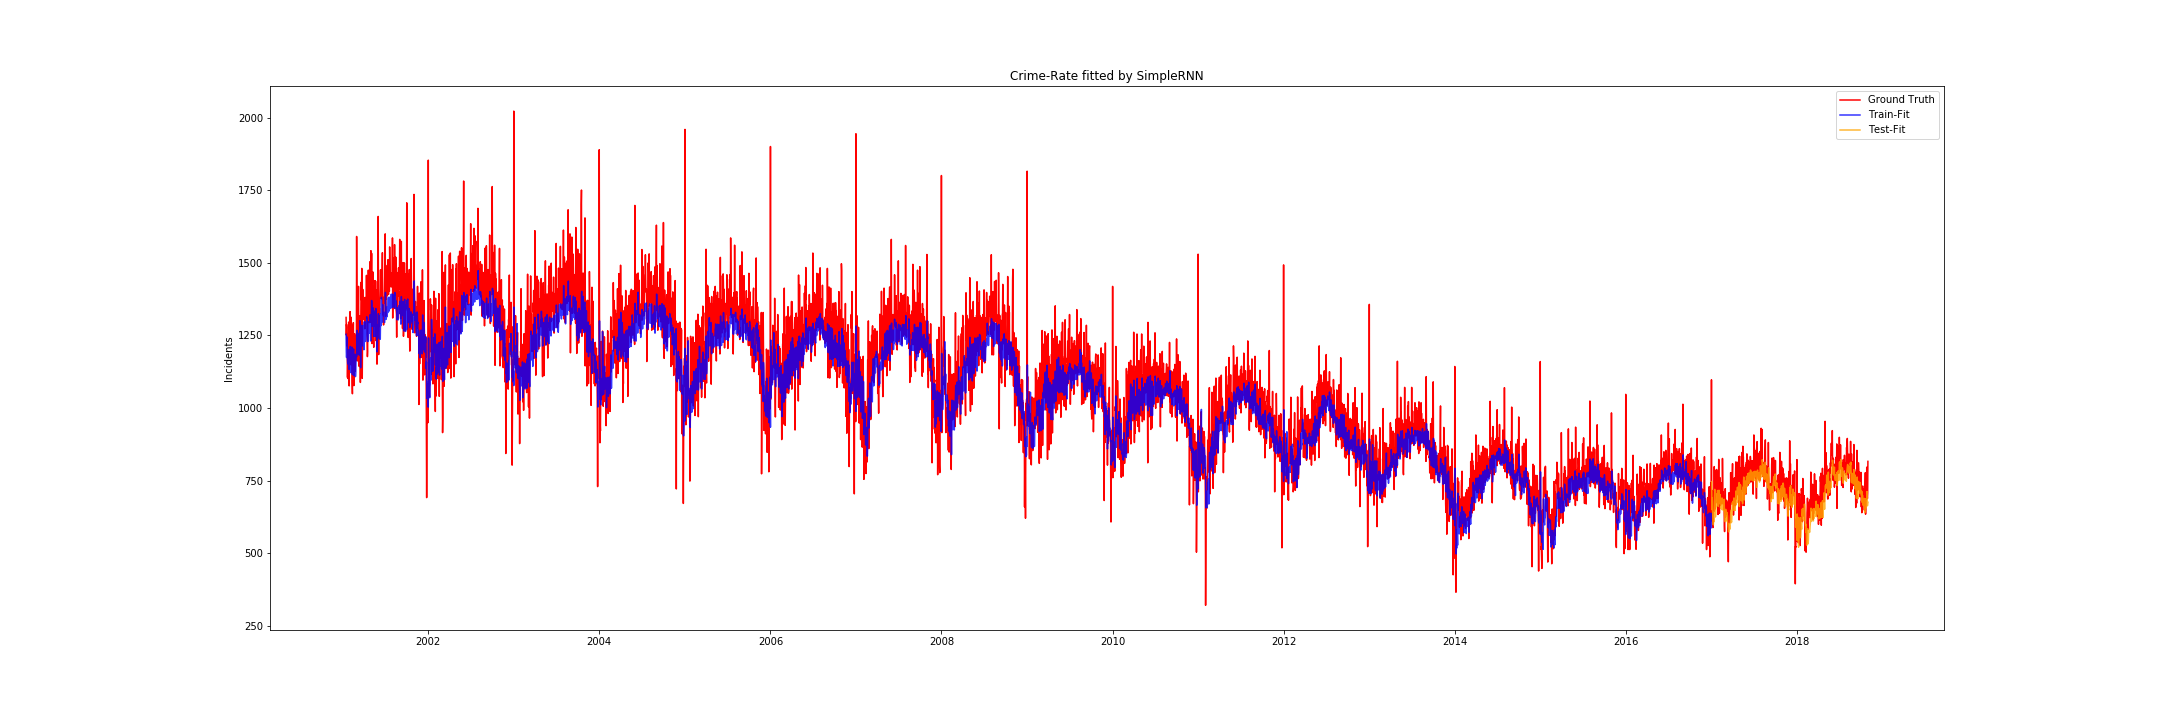 Crime-Rate fitted by SimpleRNN
Ground Truth
Train-Fit
Test-Fit
2000
1750
1500
1250
1000
750
500
250
Incidents
2002 2004 2006 2008 2010 2012 2014 2016 2018